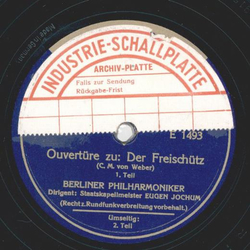 INDUSTRIE-SCHALLPLATTE
ARCHIV-PLATTE
Falls zur Sendung
Rückgabe-Frist
E 1493
Ouvertüre zu: Der Freischütz
(C. M. von Weber)
1. Teil
BERLINER PHILHARMONIKER
Dirigent: Staatskapellmeister EUGEN JOCHUM
(Rechts.Rundfunkverbreitung vorbehalt.)
Umseitig:
2. Teil